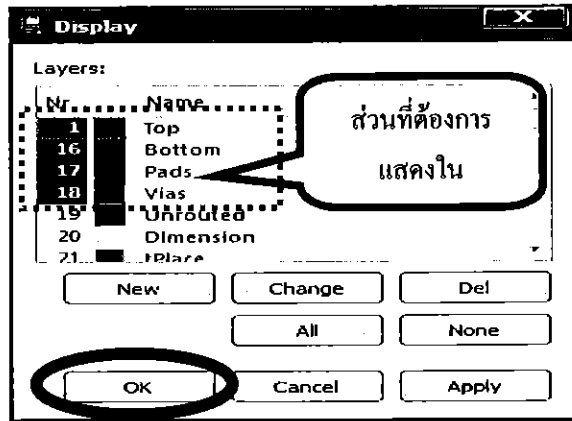 Display
Layers:
Nr Name
1 Top
16 Bottom
17 Pads
18 Vias
19 Unrouted
20 Dimension
21 tPlace
ส่วนที่ต้องการ
แสดงใน
New Change Del
All None
OK Cancel Apply